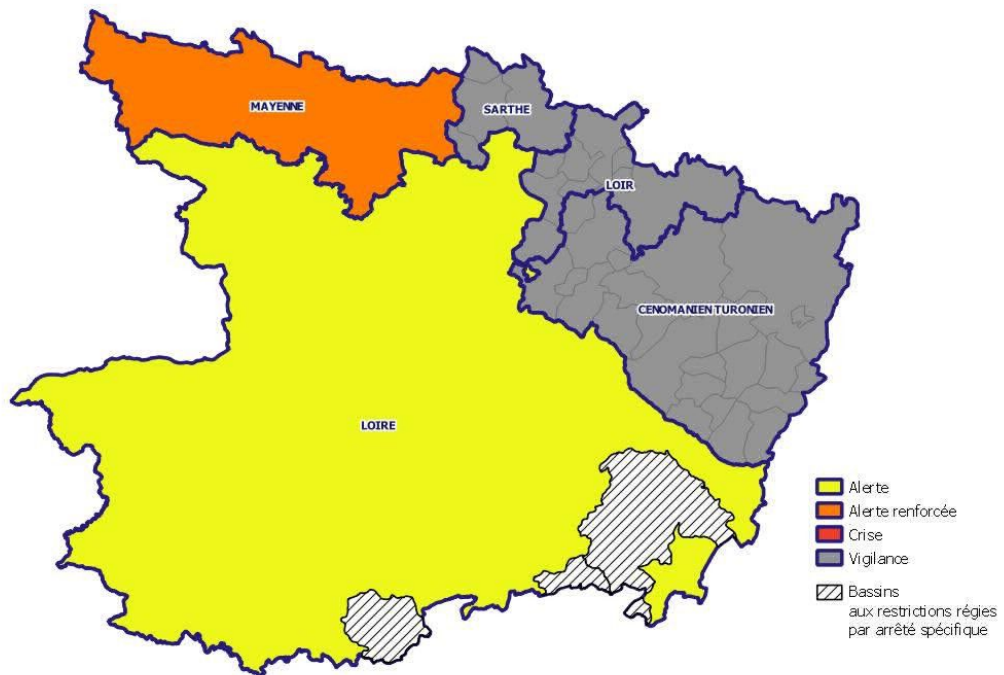 MAYENNE
SARTHE
LOIR
CENOMANIEN TURONIEN
LOIRE
Alerte
Alerte renforcée
Crise
Vigilance
Bassins
aux restrictions régies
par arrêté spécifique